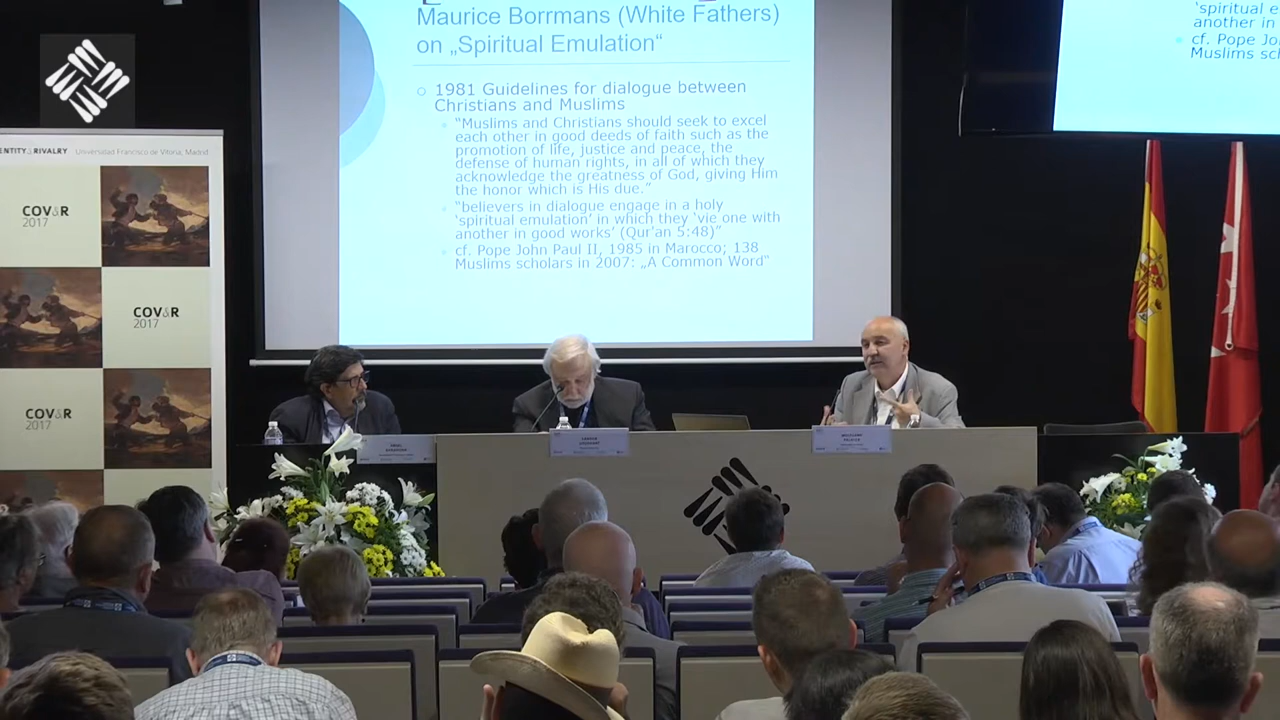 Maurice Borrmans (White Fathers)
on „Spiritual Emulation“
1981 Guidelines for dialogue between
Christians and Muslims
“Muslims and Christians should seek to excel
each other in good deeds of faith such as the
promotion of life, justice and peace, the
defense of human rights, in all of which they
acknowledge the greatness of God, giving Him
the honor which is His due.”
“believers in dialogue engage in a holy
‘spiritual emulation’ in which they ‘vie one with
another in good works’ (Qur’an 5:48)”
cf. Pope John Paul II, 1985 in Marocco; 138
Muslims scholars in 2007: „A Common Word“
‘spiritual e
another in
cf. Pope Jo
Muslims sc
ENTITY & RIVALRY Universidad Francisco de Vitoria, Madrid
COV&R
2017
COV&R
2017
COV&R
2017